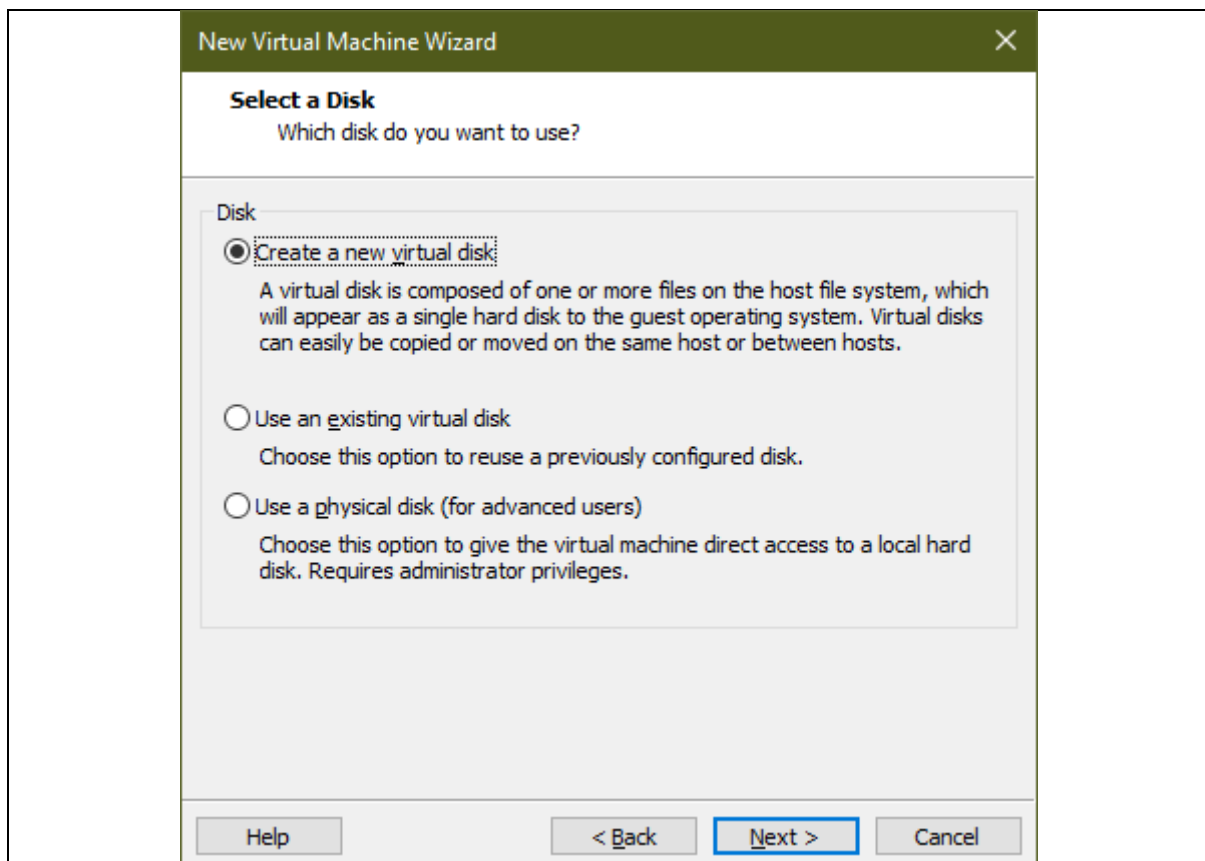 New Virtual Machine Wizard
Select a Disk
Which disk do you want to use?
Disk
Create a new virtual disk
A virtual disk is composed of one or more files on the host file system, which
will appear as a single hard disk to the guest operating system. Virtual disks
can easily be copied or moved on the same host or between hosts.
Use an existing virtual disk
Choose this option to reuse a previously configured disk.
Use a physical disk (for advanced users)
Choose this option to give the virtual machine direct access to a local hard
disk. Requires administrator privileges.
Help < Back Next > Cancel